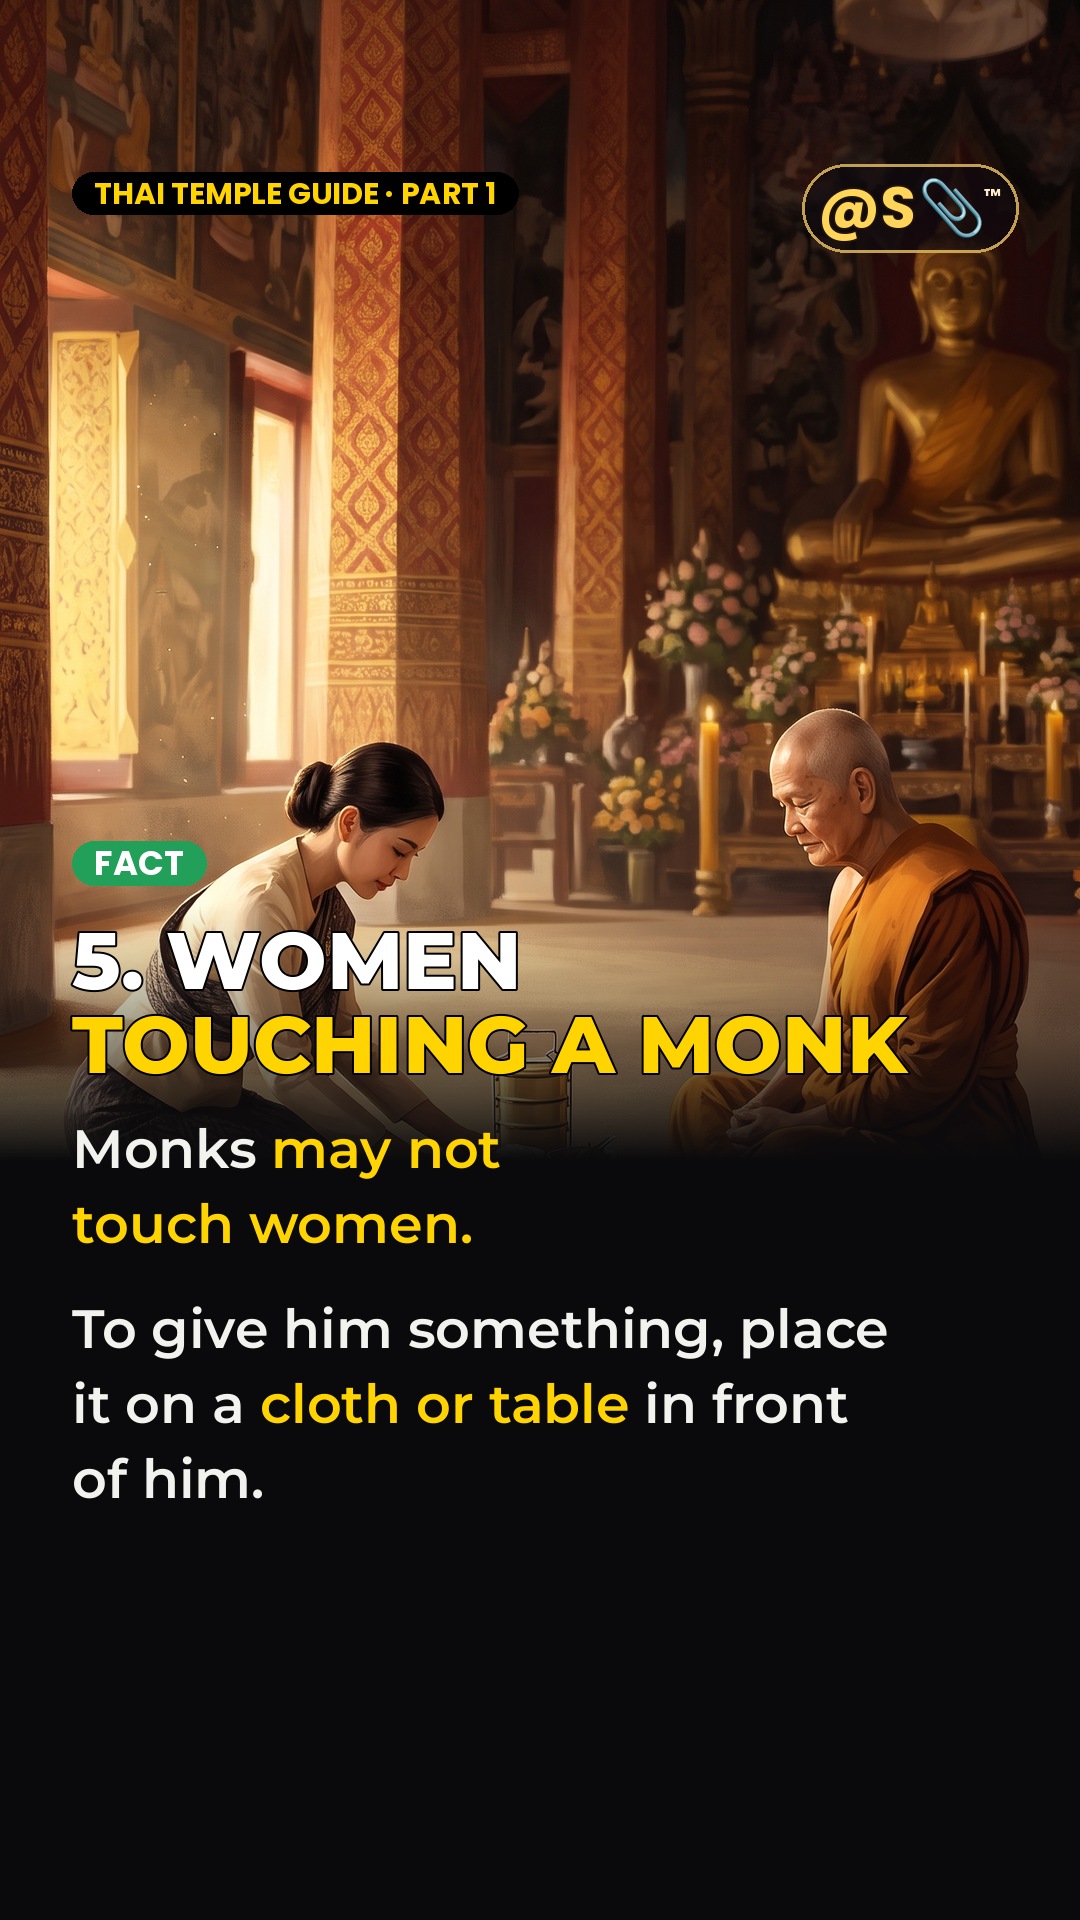 THAI TEMPLE GUIDE · PART 1
@S📎™
FACT
5. WOMEN
TOUCHING A MONK
Monks may not
touch women.
To give him something, place
it on a cloth or table in front
of him.